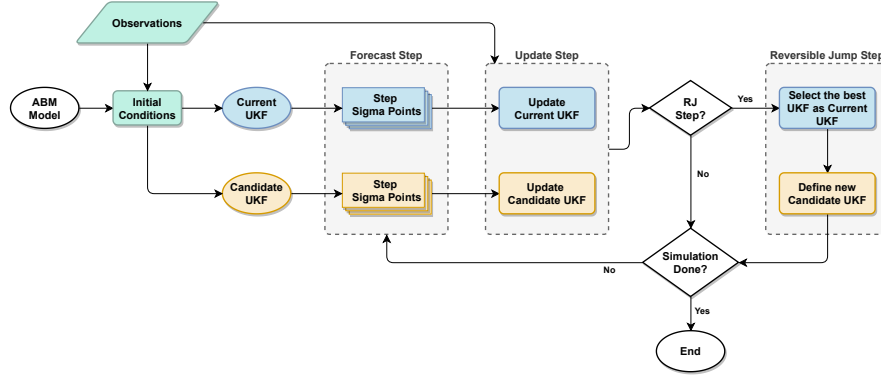 Observations
Forecast Step
Update Step
Reversible Jump Step
ABM
Model
Initial
Conditions
Current
UKF
Step
Sigma Points
Update
Current UKF
RJ
Step?
Yes
Select the best
UKF as Current
UKF
Candidate
UKF
Step
Sigma Points
Update
Candidate UKF
No
Define new
Candidate UKF
Simulation
Done?
No
Yes
End